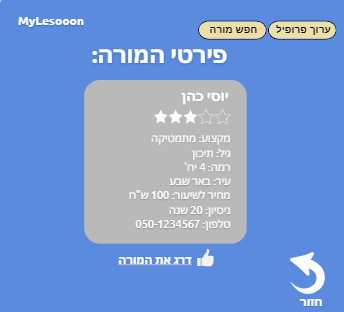 MyLesooon
חפש מורה
ערוך פרופיל
פירטי המורה:
יוסי כהן
מקצוע: מתמטיקה
גיל: תיכון
רמה: 4 יח'
עיר: באר שבע
מחיר לשיעור: 100 ש"ח
ניסיון: 20 שנה
טלפון: 050-1234567
דרג את המורה
חזור